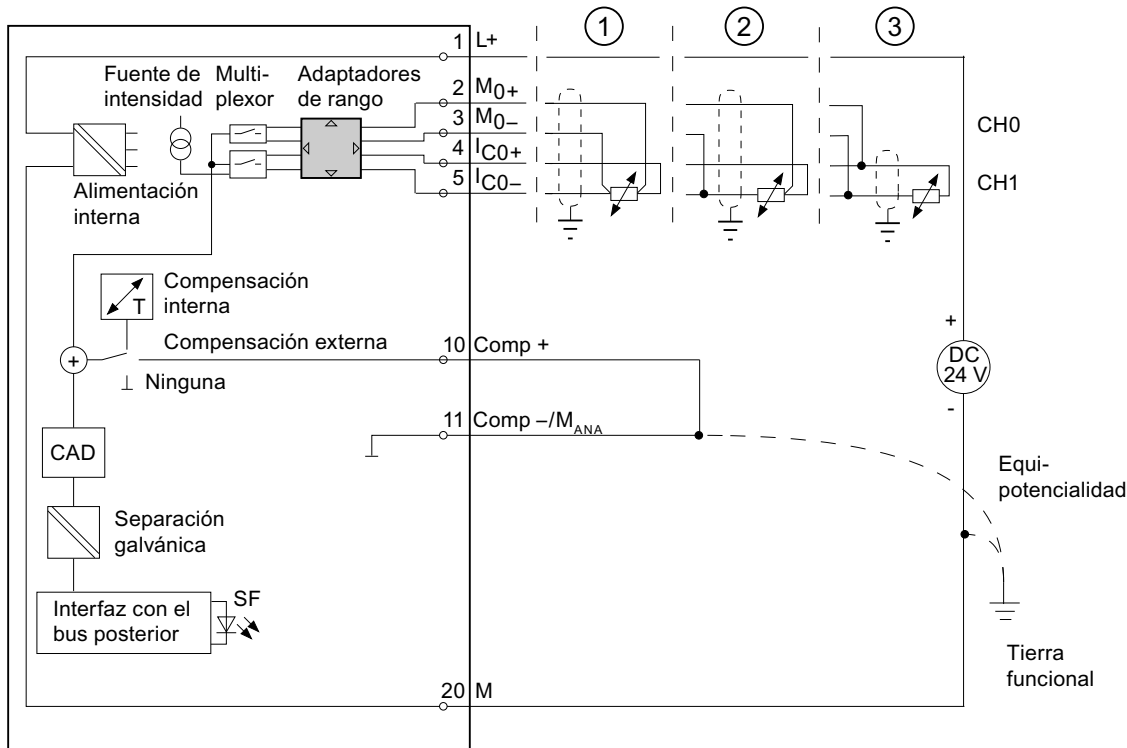 1 L+
① ② ③
Fuente de
intensidad
Multi-
plexor
Adaptadores
de rango
2 M0+
3 M0–
4 IC0+
5 IC0–
CH0
CH1
Alimentación
interna
T
Compensación
interna
Compensación externa
10 Comp +
+
Ninguna
11 Comp –/MANA
+
DC
24 V
-
CAD
Equi-
potencialidad
Separación
galvánica
Interfaz con el
bus posterior
SF
Tierra
funcional
20 M